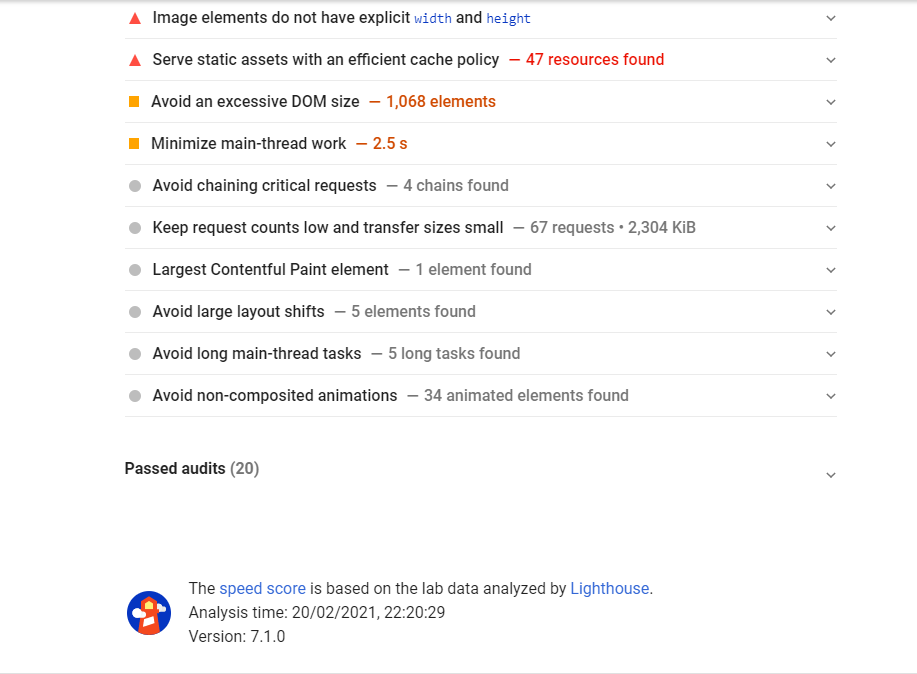 Image elements do not have explicit width and height
Serve static assets with an efficient cache policy — 47 resources found
Avoid an excessive DOM size — 1,068 elements
Minimize main-thread work — 2.5 s
Avoid chaining critical requests — 4 chains found
Keep request counts low and transfer sizes small — 67 requests • 2,304 KiB
Largest Contentful Paint element — 1 element found
Avoid large layout shifts — 5 elements found
Avoid long main-thread tasks — 5 long tasks found
Avoid non-composited animations — 34 animated elements found
Passed audits (20)
The speed score is based on the lab data analyzed by Lighthouse.
Analysis time: 20/02/2021, 22:20:29
Version: 7.1.0